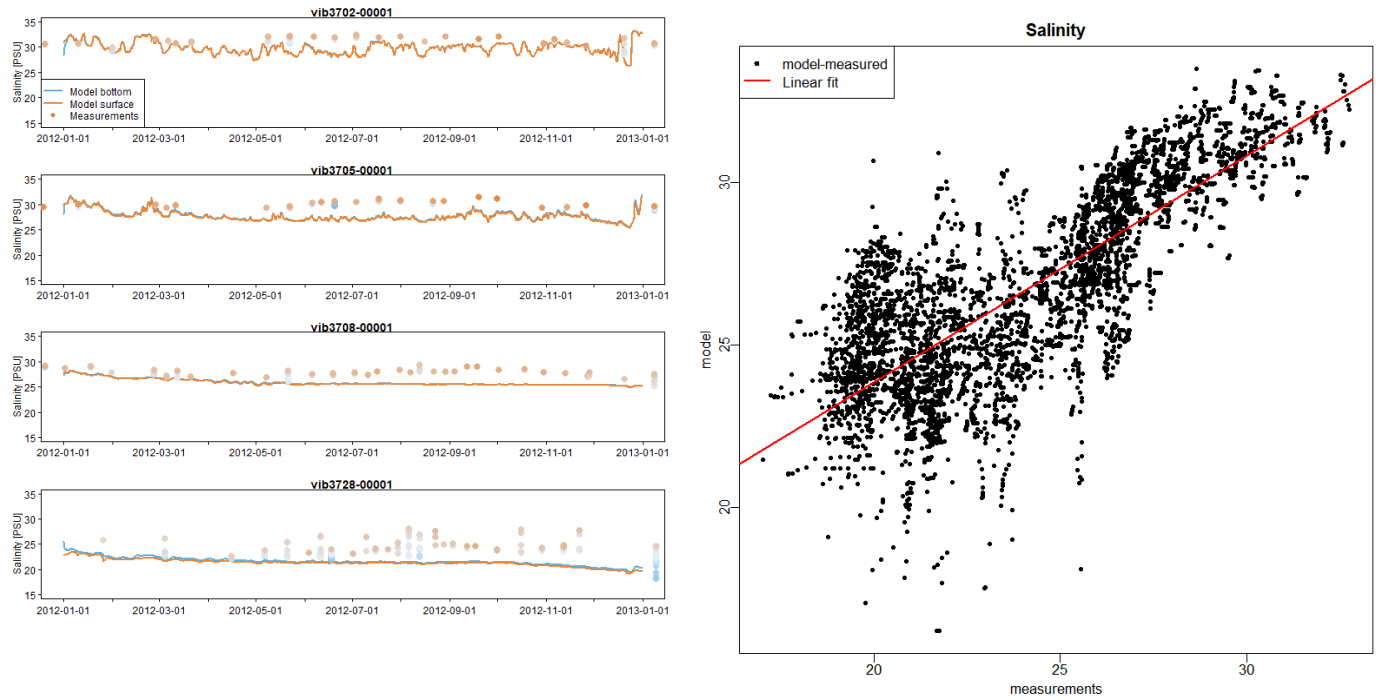 vib3702-00001
Salinity [PSU]
35
30
25
20
15
Model bottom
Model surface
Measurements
2012-01-01 2012-03-01 2012-05-01 2012-07-01 2012-09-01 2012-11-01 2013-01-01
vib3705-00001
Salinity [PSU]
35
30
25
20
15
2012-01-01 2012-03-01 2012-05-01 2012-07-01 2012-09-01 2012-11-01 2013-01-01
vib3708-00001
Salinity [PSU]
35
30
25
20
15
2012-01-01 2012-03-01 2012-05-01 2012-07-01 2012-09-01 2012-11-01 2013-01-01
vib3728-00001
Salinity [PSU]
35
30
25
20
15
2012-01-01 2012-03-01 2012-05-01 2012-07-01 2012-09-01 2012-11-01 2013-01-01
Salinity
model-measured
Linear fit
model
30
25
20
20 25 30
measurements